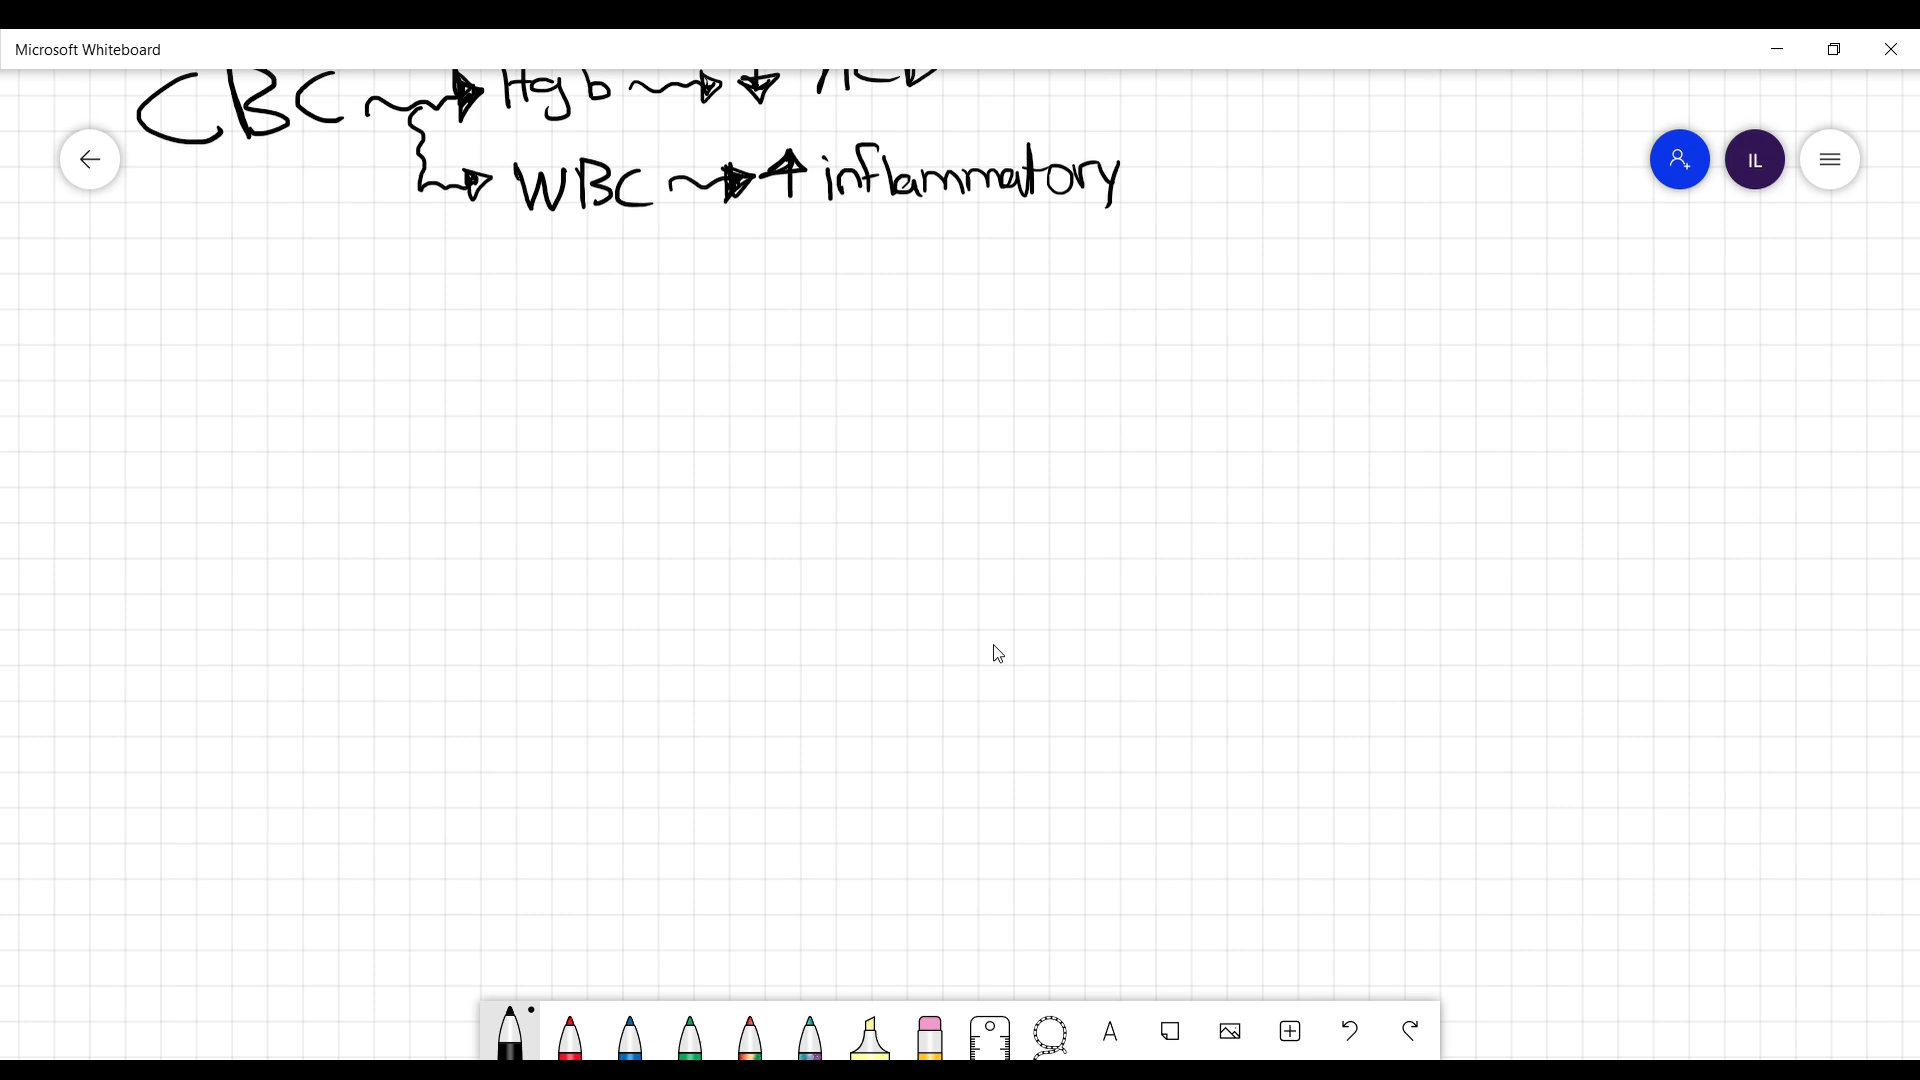 Microsoft Whiteboard
CBC Hgb ↓
WBC ↑ inflammatory
IL
A